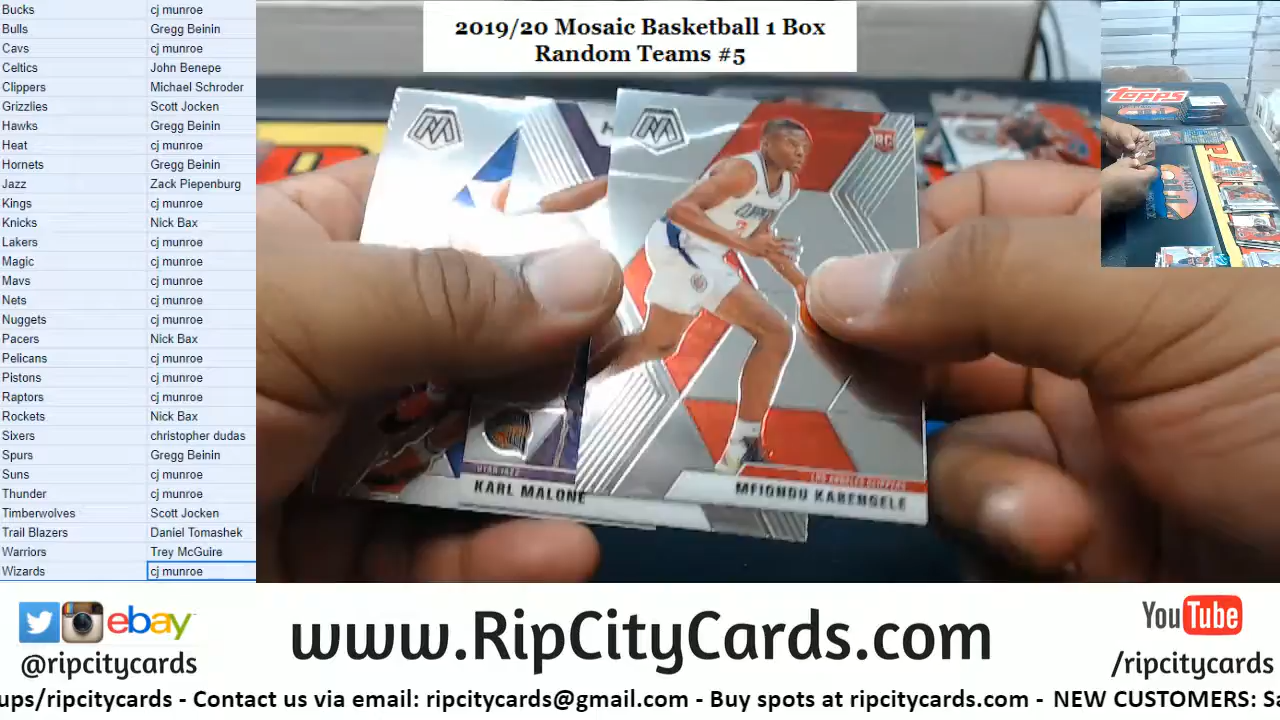 2019/20 Mosaic Basketball 1 Box
Random Teams #5
Bucks cj munroe
Bulls Gregg Beinin
Cavs cj munroe
Celtics John Benepe
Clippers Michael Schroder
Grizzlies Scott Jocken
Hawks Gregg Beinin
Heat cj munroe
Hornets Gregg Beinin
Jazz Zack Piepenburg
Kings cj munroe
Knicks Nick Bax
Lakers cj munroe
Magic cj munroe
Mavs cj munroe
Nets cj munroe
Nuggets cj munroe
Pacers Nick Bax
Pelicans cj munroe
Pistons cj munroe
Raptors cj munroe
Rockets Nick Bax
Sixers christopher dudas
Spurs Gregg Beinin
Suns cj munroe
Thunder cj munroe
Timberwolves Scott Jocken
Trail Blazers Daniel Tomashek
Warriors Trey McGuire
Wizards cj munroe
RC
CLIPPERS
UTAH JAZZ
KARL MALONE
LOS ANGELES CLIPPERS
MFIONDU KABENGELE
Topps
ebay
@ripcitycards
www.RipCityCards.com
YouTube
/ripcitycards
ups/ripcitycards - Contact us via email: ripcitycards@gmail.com - Buy spots at ripcitycards.com - NEW CUSTOMERS: Sa